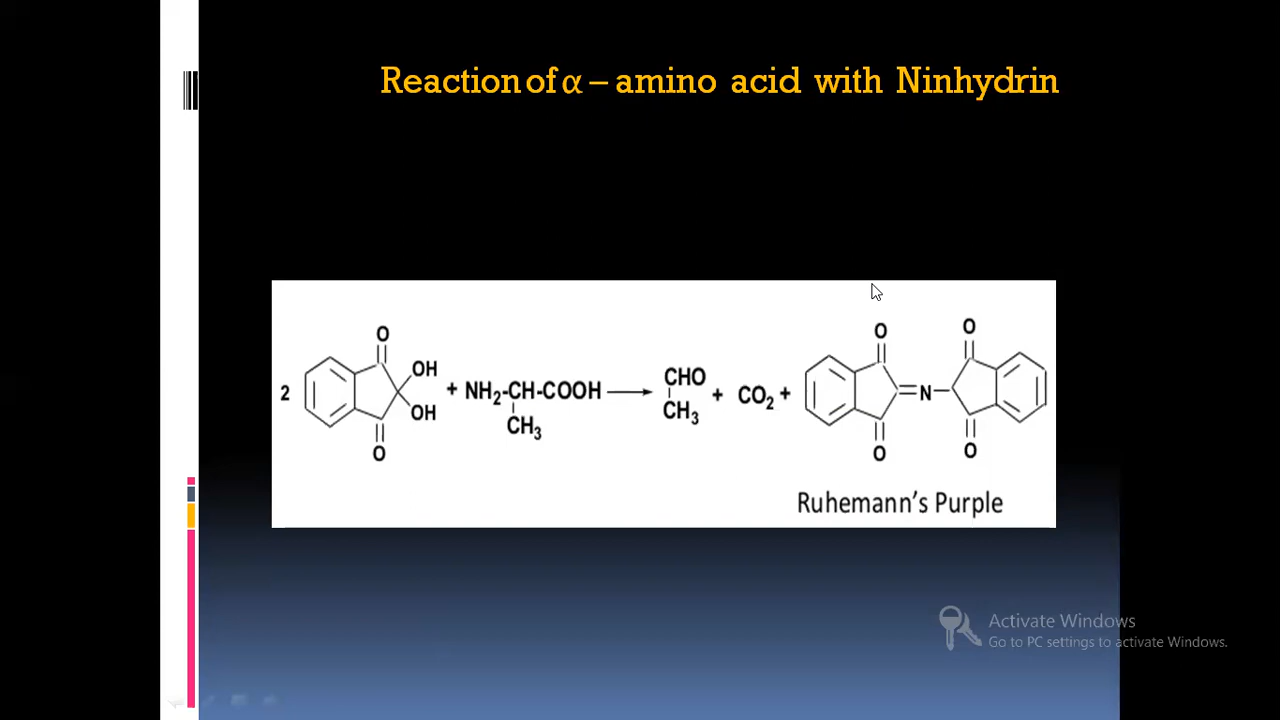 Reaction of α – amino acid with Ninhydrin
O O O
OH
2 + NH2-CH-COOH CHO + CO2 + N
OH CH3 CH3
O O O
Ruhemann’s Purple
Activate Windows
Go to PC settings to activate Windows.